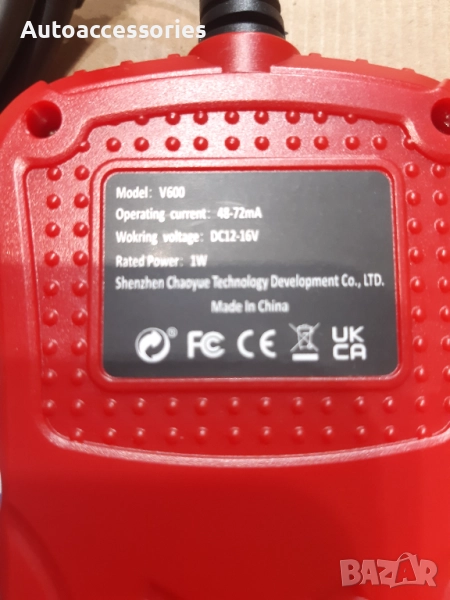 Autoaccessories
Model: V600
Operating current: 48-72mA
Wokring voltage: DC12-16V
Rated Power: 1W
Shenzhen Chaoyue Technology Development Co., LTD.
Made In China
® FC CE UK
CA
BAZAR